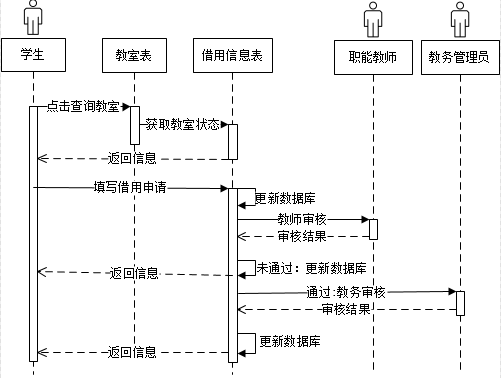 学生
教室表
借用信息表
职能教师
教务管理员
点击查询教室
获取教室状态
返回信息
填写借用申请
更新数据库
教师审核
审核结果
未通过：更新数据库
返回信息
通过:教务审核
审核结果
更新数据库
返回信息